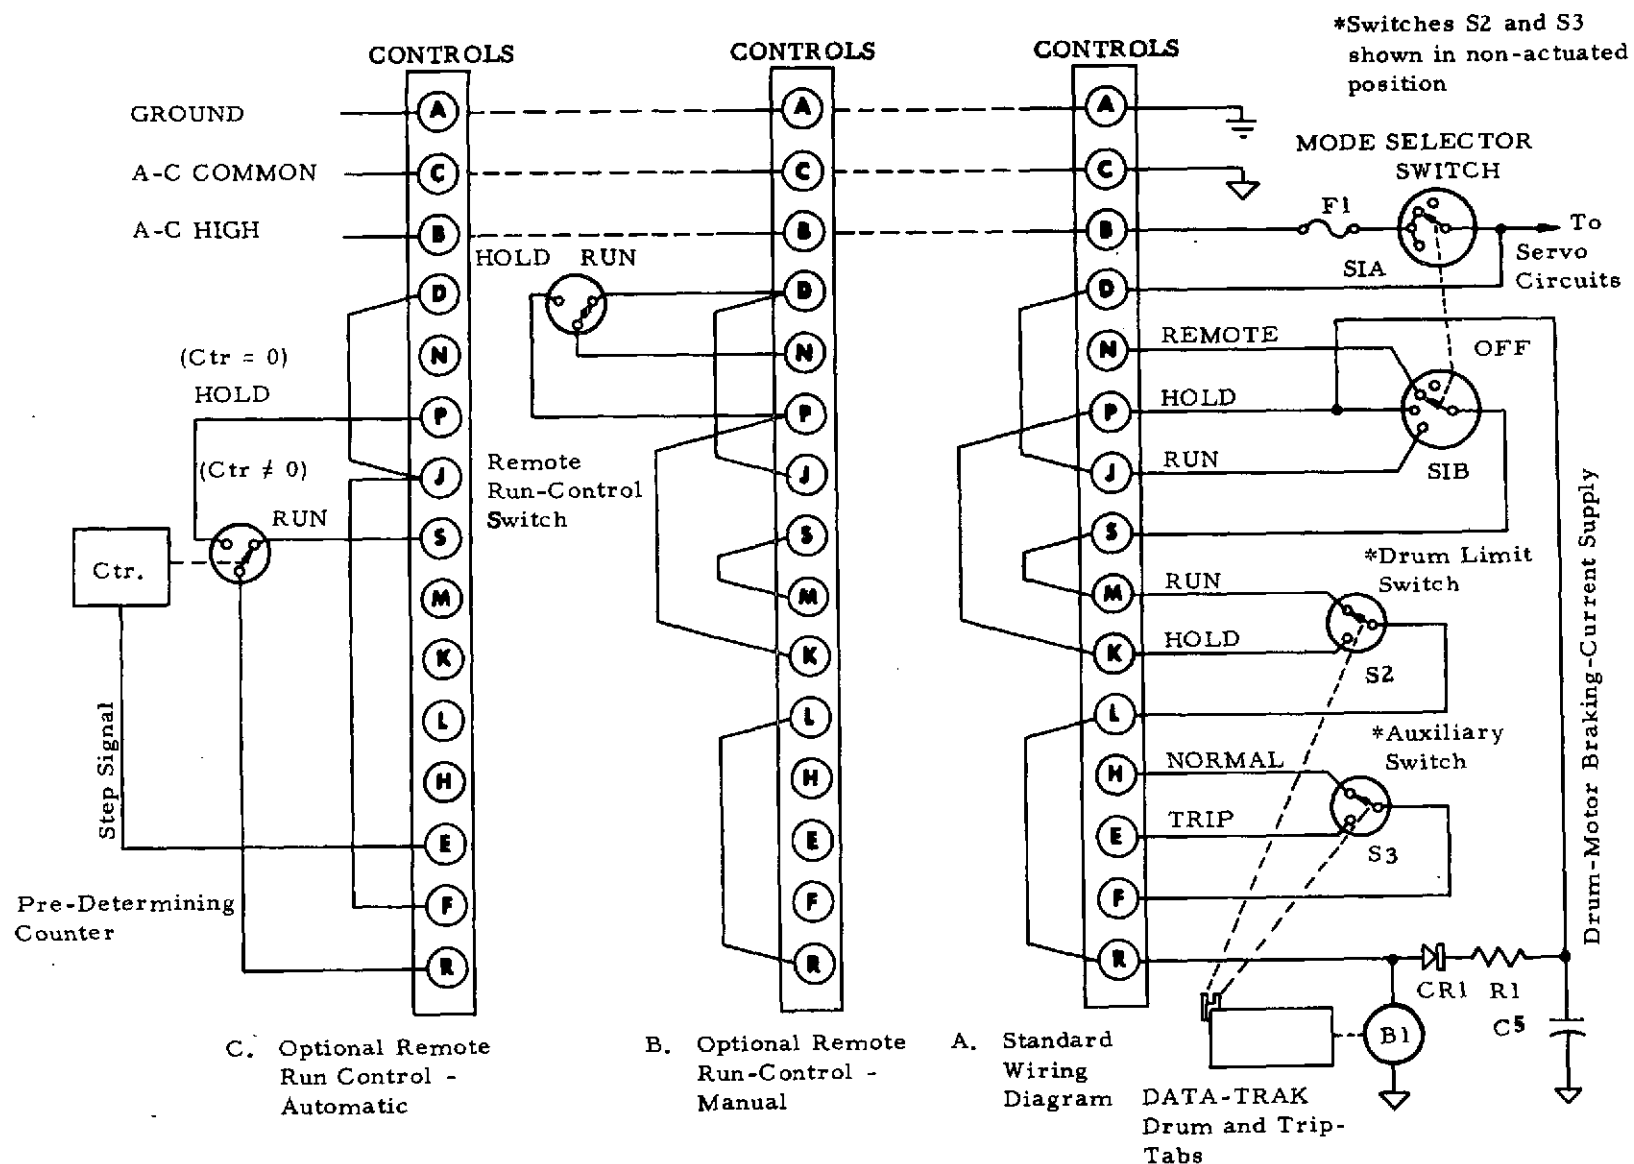 *Switches S2 and S3
shown in non-actuated
position
CONTROLS
CONTROLS
CONTROLS
GROUND
A-C COMMON
A-C HIGH
A
C
B
D
N
P
J
S
M
K
L
H
E
F
R
(Ctr = 0)
HOLD
(Ctr ≠ 0)
RUN
Ctr.
Step Signal
Pre-Determining
Counter
C. Optional Remote
Run Control -
Automatic
HOLD RUN
Remote
Run-Control
Switch
A
C
B
D
N
P
J
S
M
K
L
H
E
F
R
B. Optional Remote
Run-Control -
Manual
A
C
B
D
N
P
J
S
M
K
L
H
E
F
R
A. Standard
Wiring
Diagram
MODE SELECTOR
SWITCH
F1
SIA
To
Servo
Circuits
REMOTE
OFF
HOLD
RUN
SIB
*Drum Limit
Switch
RUN
HOLD
S2
*Auxiliary
Switch
NORMAL
TRIP
S3
Drum-Motor Braking-Current Supply
CR1 R1
C5
B1
DATA-TRAK
Drum and Trip-
Tabs